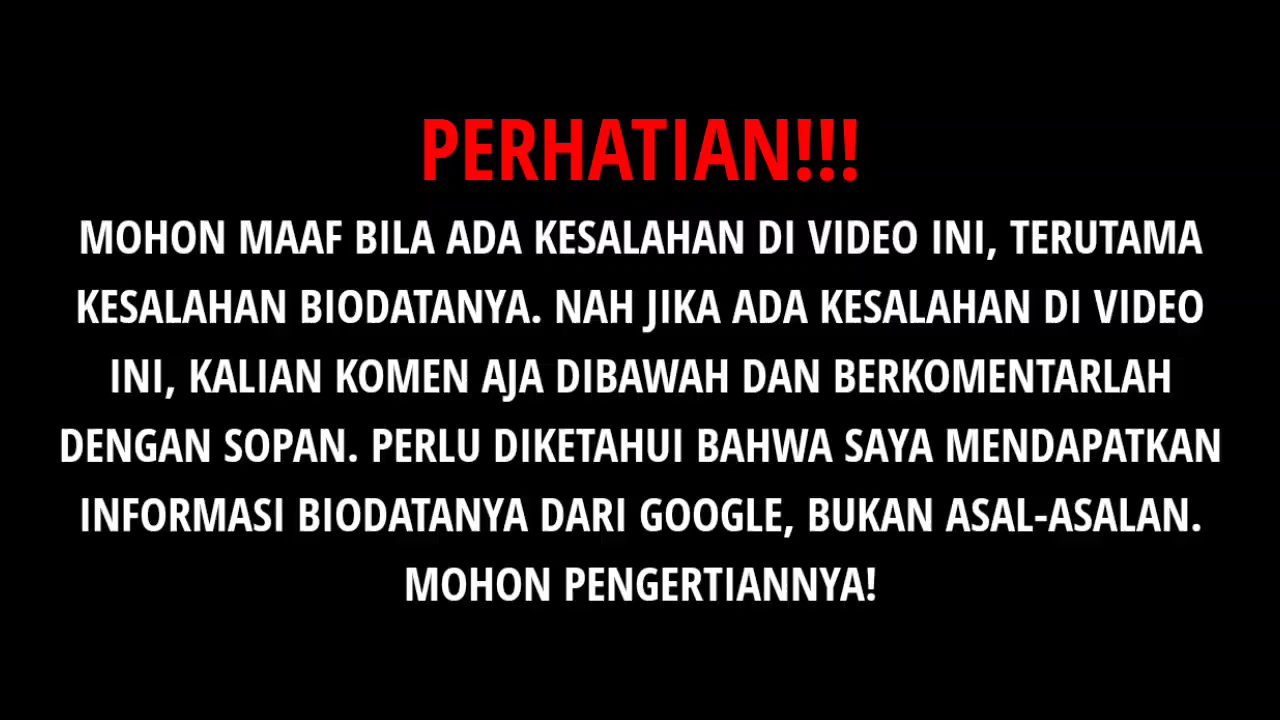 PERHATIAN!!!
MOHON MAAF BILA ADA KESALAHAN DI VIDEO INI, TERUTAMA
KESALAHAN BIODATANYA. NAH JIKA ADA KESALAHAN DI VIDEO
INI, KALIAN KOMEN AJA DIBAWAH DAN BERKOMENTARLAH
DENGAN SOPAN. PERLU DIKETAHUI BAHWA SAYA MENDAPATKAN
INFORMASI BIODATANYA DARI GOOGLE, BUKAN ASAL-ASALAN.
MOHON PENGERTIANNYA!